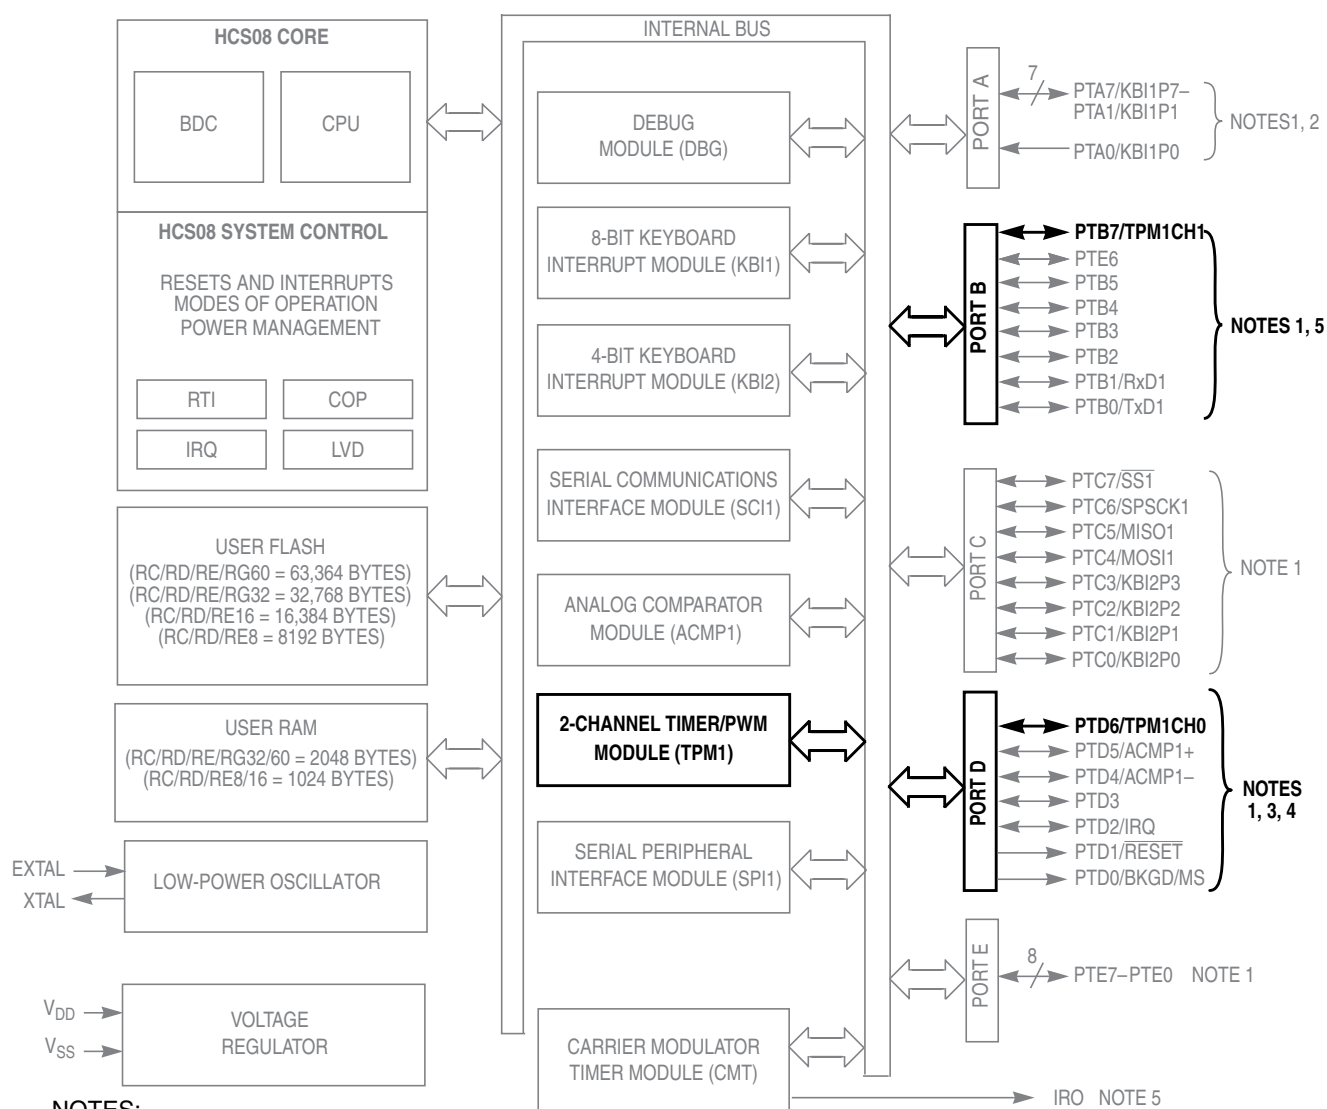 INTERNAL BUS
HCS08 CORE
BDC
CPU
HCS08 SYSTEM CONTROL
RESETS AND INTERRUPTS
MODES OF OPERATION
POWER MANAGEMENT
RTI
COP
IRQ
LVD
USER FLASH
(RC/RD/RE/RG60 = 63,364 BYTES)
(RC/RD/RE/RG32 = 32,768 BYTES)
(RC/RD/RE16 = 16,384 BYTES)
(RC/RD/RE8 = 8192 BYTES)
USER RAM
(RC/RD/RE/RG32/60 = 2048 BYTES)
(RC/RD/RE8/16 = 1024 BYTES)
EXTAL
XTAL
LOW-POWER OSCILLATOR
VDD
VSS
VOLTAGE
REGULATOR
DEBUG
MODULE (DBG)
8-BIT KEYBOARD
INTERRUPT MODULE (KBI1)
4-BIT KEYBOARD
INTERRUPT MODULE (KBI2)
SERIAL COMMUNICATIONS
INTERFACE MODULE (SCI1)
ANALOG COMPARATOR
MODULE (ACMP1)
2-CHANNEL TIMER/PWM
MODULE (TPM1)
SERIAL PERIPHERAL
INTERFACE MODULE (SPI1)
CARRIER MODULATOR
TIMER MODULE (CMT)
PORT A
7
PTA7/KBI1P7–
PTA1/KBI1P1
PTA0/KBI1P0
NOTES1, 2
PORT B
PTB7/TPM1CH1
PTE6
PTB5
PTB4
PTB3
PTB2
PTB1/RxD1
PTB0/TxD1
NOTES 1, 5
PORT C
PTC7/SS1
PTC6/SPSCK1
PTC5/MISO1
PTC4/MOSI1
PTC3/KBI2P3
PTC2/KBI2P2
PTC1/KBI2P1
PTC0/KBI2P0
NOTE 1
PORT D
PTD6/TPM1CH0
PTD5/ACMP1+
PTD4/ACMP1–
PTD3
PTD2/IRQ
PTD1/RESET
PTD0/BKGD/MS
NOTES
1, 3, 4
PORT E
8
PTE7–PTE0 NOTE 1
IRO NOTE 5
NOTES: